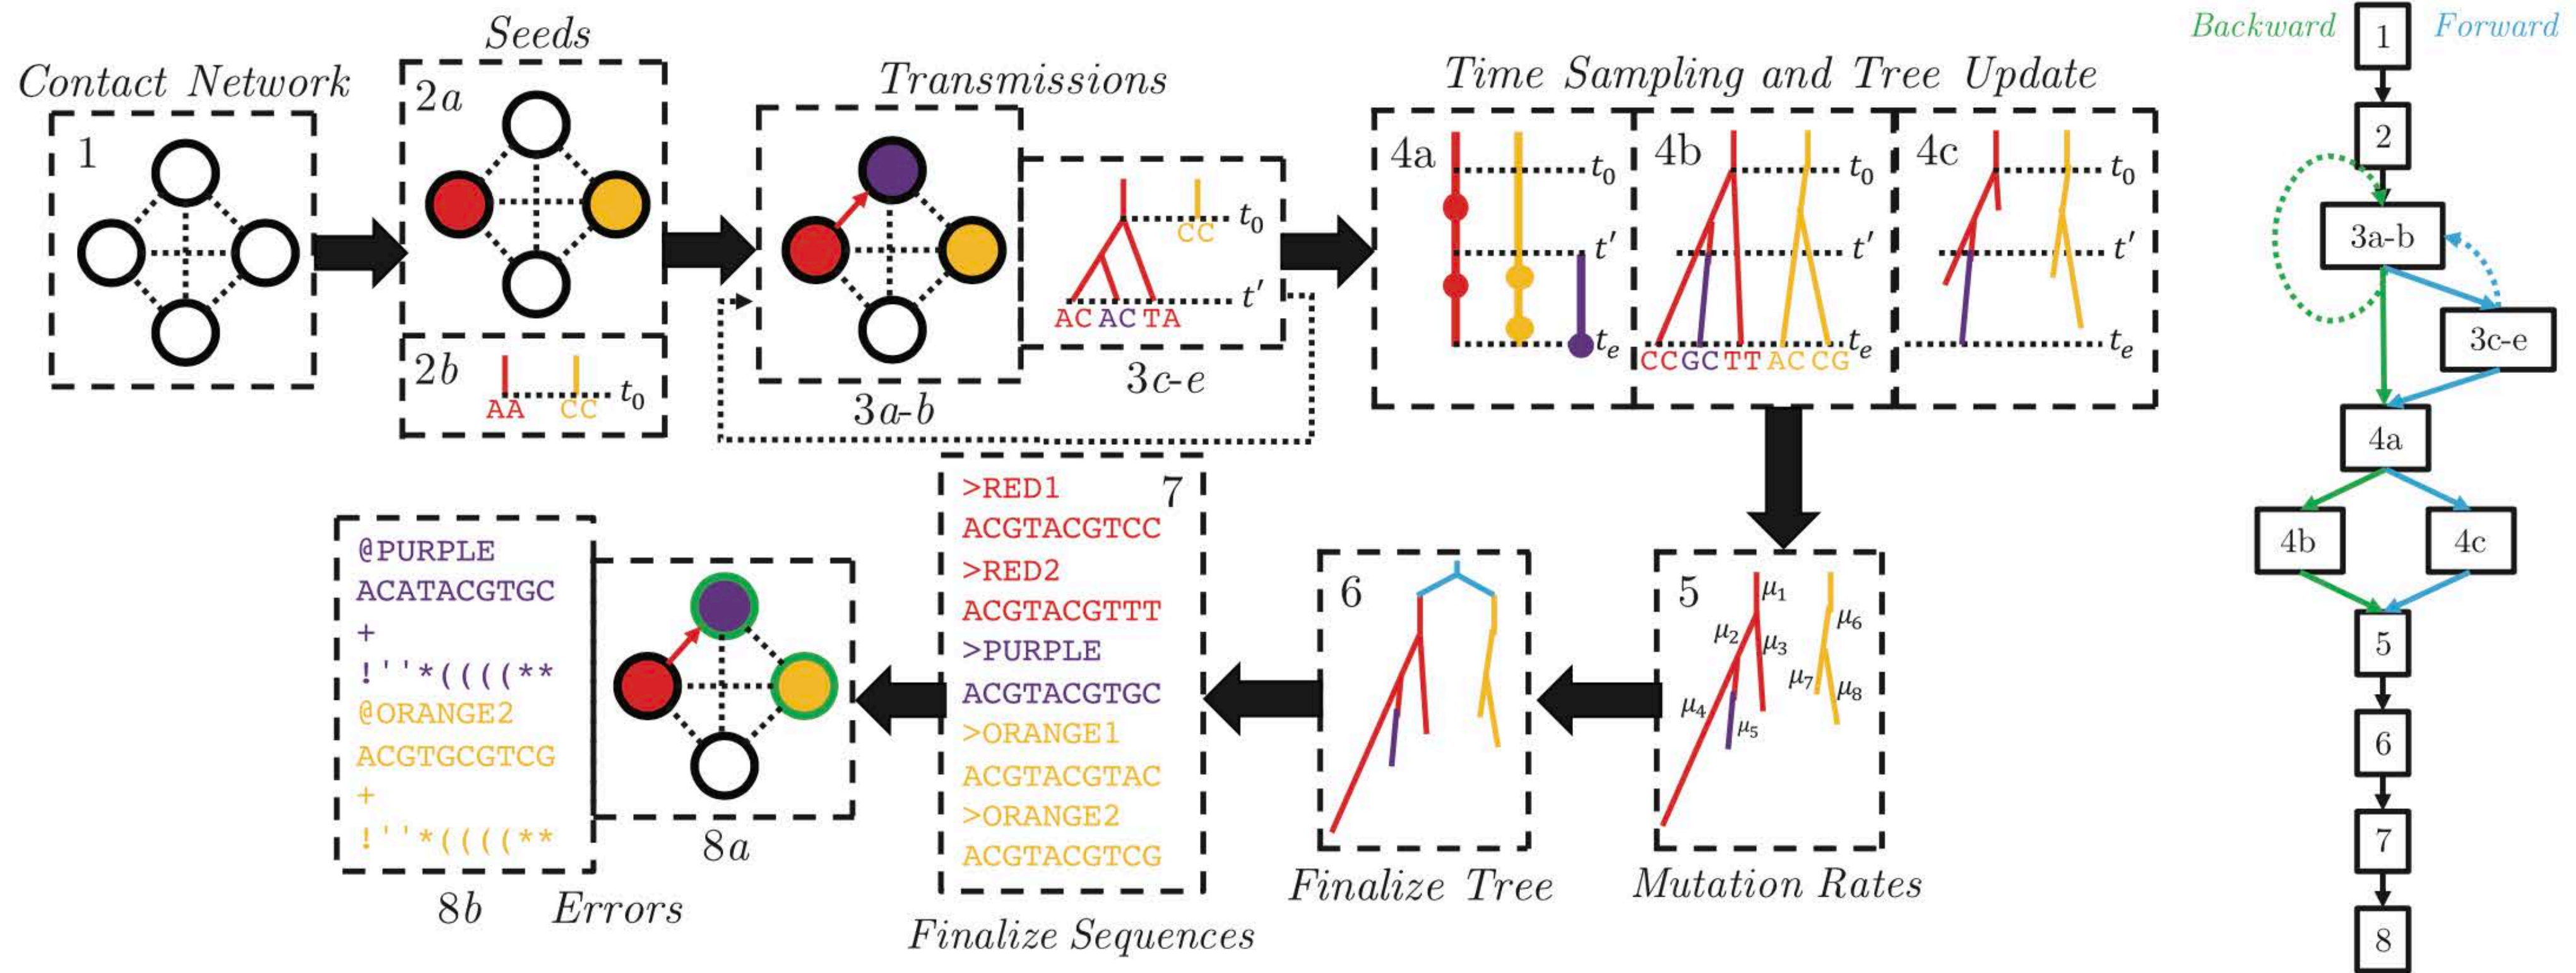 Contact Network
1
Seeds
2a
2b
t0
AA CC
Transmissions
t0
CC
t'
AC AC TA
3a-b
3c-e
Time Sampling and Tree Update
4a
t0
t'
te
4b
t0
t'
te
CC GC TT AC CG
4c
t0
t'
te
5
μ1
μ2
μ3
μ4
μ5
μ6
μ7
μ8
Mutation Rates
6
Finalize Tree
7
>RED1
ACGTACGTCC
>RED2
ACGTACGTTT
>PURPLE
ACGTACGTGC
>ORANGE1
ACGTACGTAC
>ORANGE2
ACGTACGTCG
Finalize Sequences
8a
@PURPLE
ACATACGTGC
+
!''*((((**
@ORANGE2
ACGTGCGTCG
+
!''*((((**
8b
Errors
Backward
Forward
1
2
3a-b
3c-e
4a
4b
4c
5
6
7
8